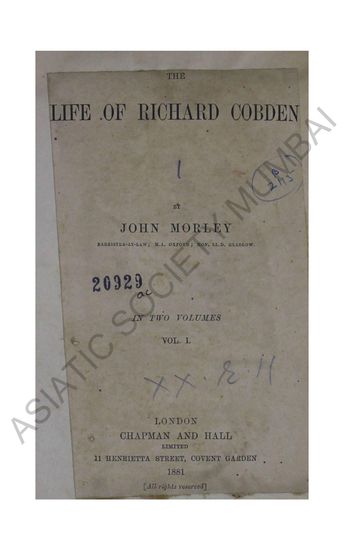 THE
LIFE OF RICHARD COBDEN
I
BY
JOHN MORLEY
BARRISTER-AT-LAW; M.A. OXFORD; HON. LL.D. GLASGOW
20929
IN TWO VOLUMES
VOL. I.
LONDON
CHAPMAN AND HALL
LIMITED
11 HENRIETTA STREET, COVENT GARDEN
1881
[All rights reserved]
ASIATIC SOCIETY MUMBAI